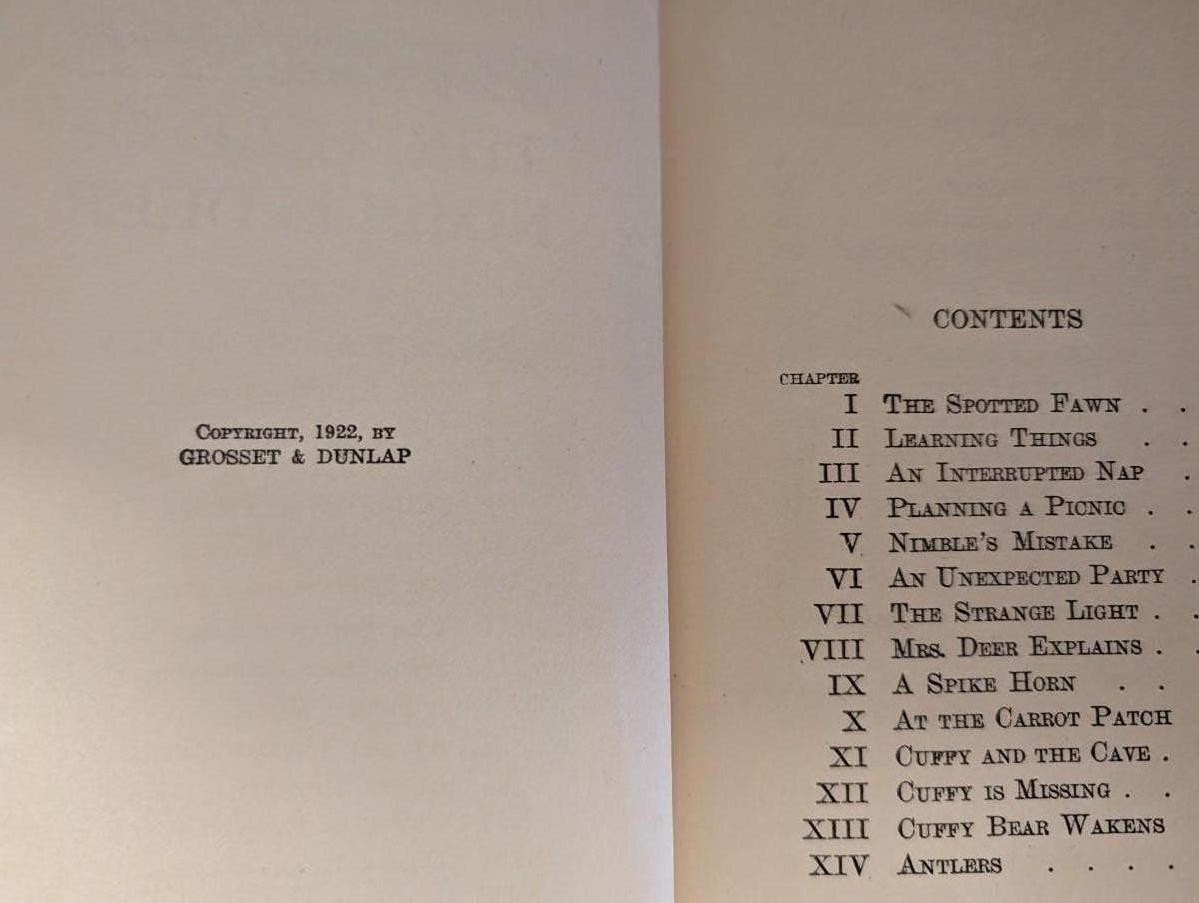 COPYRIGHT, 1922, BY
GROSSET & DUNLAP
CONTENTS
CHAPTER
I THE SPOTTED FAWN . .
II LEARNING THINGS . .
III AN INTERRUPTED NAP .
IV PLANNING A PICNIC . .
V NIMBLE'S MISTAKE . .
VI AN UNEXPECTED PARTY .
VII THE STRANGE LIGHT . .
VIII MRS. DEER EXPLAINS . .
IX A SPIKE HORN . .
X AT THE CARROT PATCH
XI CUFFY AND THE CAVE .
XII CUFFY IS MISSING . .
XIII CUFFY BEAR WAKENS
XIV ANTLERS . . . .